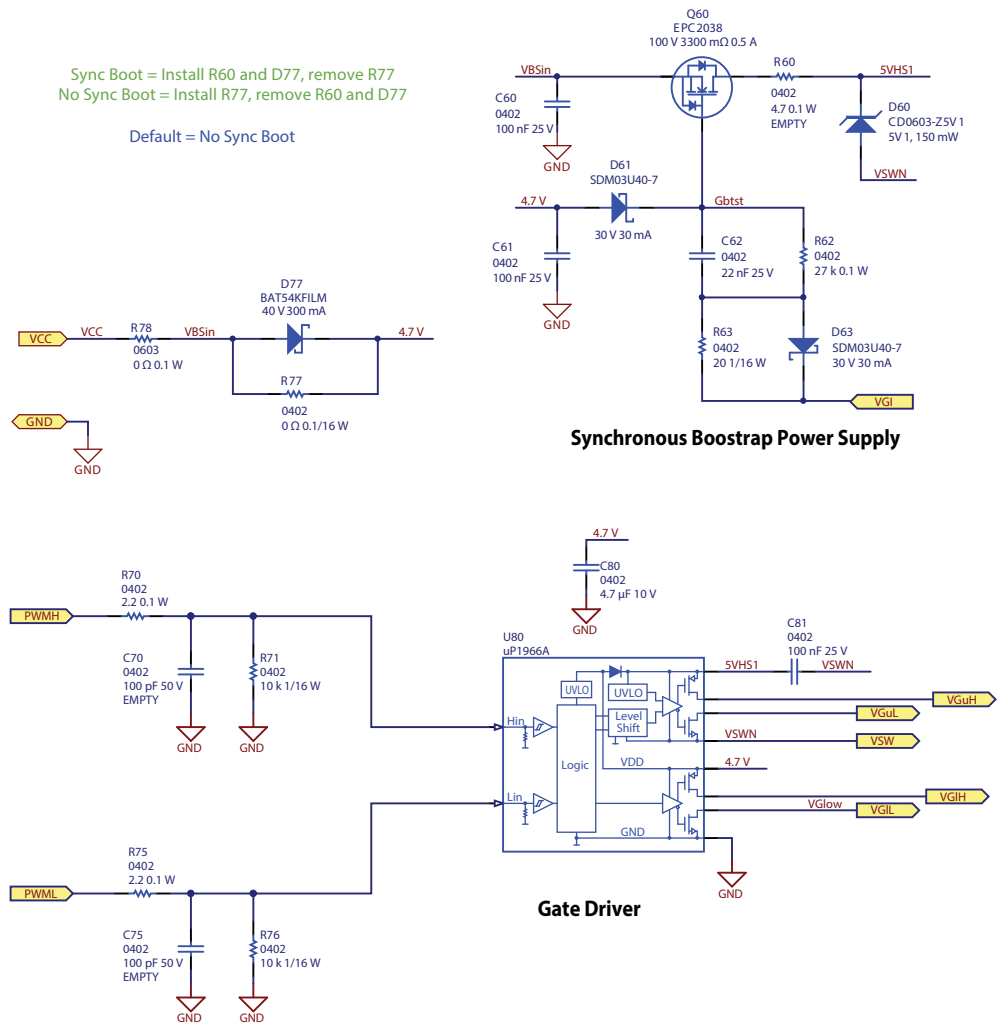 Sync Boot = Install R60 and D77, remove R77
No Sync Boot = Install R77, remove R60 and D77
Default = No Sync Boot
Q60
EPC2038
100 V 3300 mΩ 0.5 A
VBSin
C60
0402
100 nF 25 V
GND
R60
0402
4.7 0.1 W
EMPTY
5VHS1
D60
CD0603-Z5V1
5V1, 150 mW
VSWN
D61
SDM03U40-7
30 V 30 mA
4.7 V
Gbtst
C61
0402
100 nF 25 V
GND
C62
0402
22 nF 25 V
R62
0402
27 k 0.1 W
R63
0402
20 1/16 W
D63
SDM03U40-7
30 V 30 mA
VGI
Synchronous Boostrap Power Supply
D77
BAT54KFILM
40 V 300 mA
VCC
VCC
R78
0603
0 Ω 0.1 W
VBSin
4.7 V
R77
0402
0 Ω 0.1/16 W
GND
GND
4.7 V
C80
0402
4.7 µF 10 V
GND
R70
0402
2.2 0.1 W
PWMH
C70
0402
100 pF 50 V
EMPTY
R71
0402
10 k 1/16 W
GND
GND
U80
uP1966A
UVLO
UVLO
Level
Shift
Hin
Logic
VDD
Lin
GND
5VHS1
C81
0402
100 nF 25 V
VSWN
VGuH
VGuL
VSWN
VSW
4.7 V
VGlH
VGlow
VGlL
GND
Gate Driver
R75
0402
2.2 0.1 W
PWML
C75
0402
100 pF 50 V
EMPTY
R76
0402
10 k 1/16 W
GND
GND